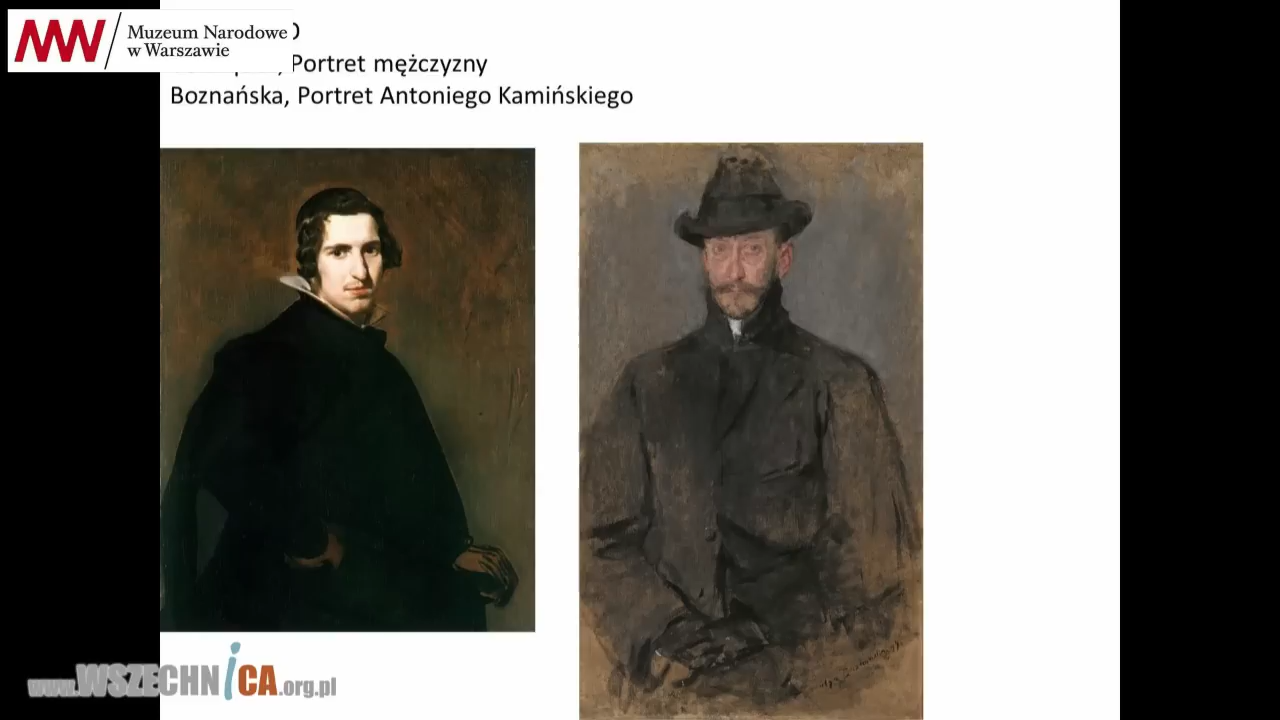 Muzeum Narodowe
w Warszawie
Portret mężczyzny
Boznańska, Portret Antoniego Kamińskiego
www.WSZECHNICA.org.pl